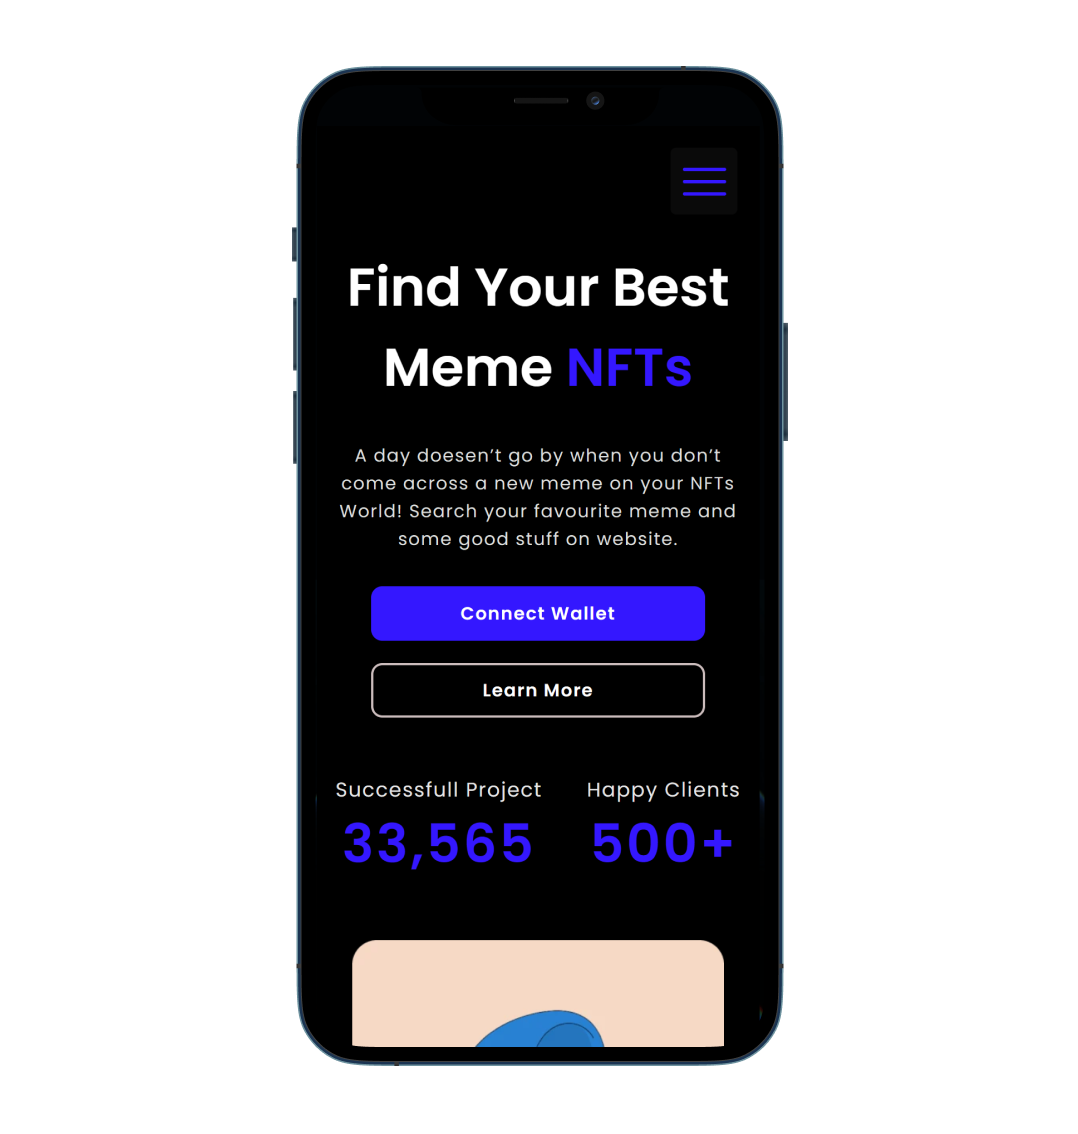 Find Your Best
Meme NFTs
A day doesen’t go by when you don’t
come across a new meme on your NFTs
World! Search your favourite meme and
some good stuff on website.
Connect Wallet
Learn More
Successfull Project
Happy Clients
33,565
500+